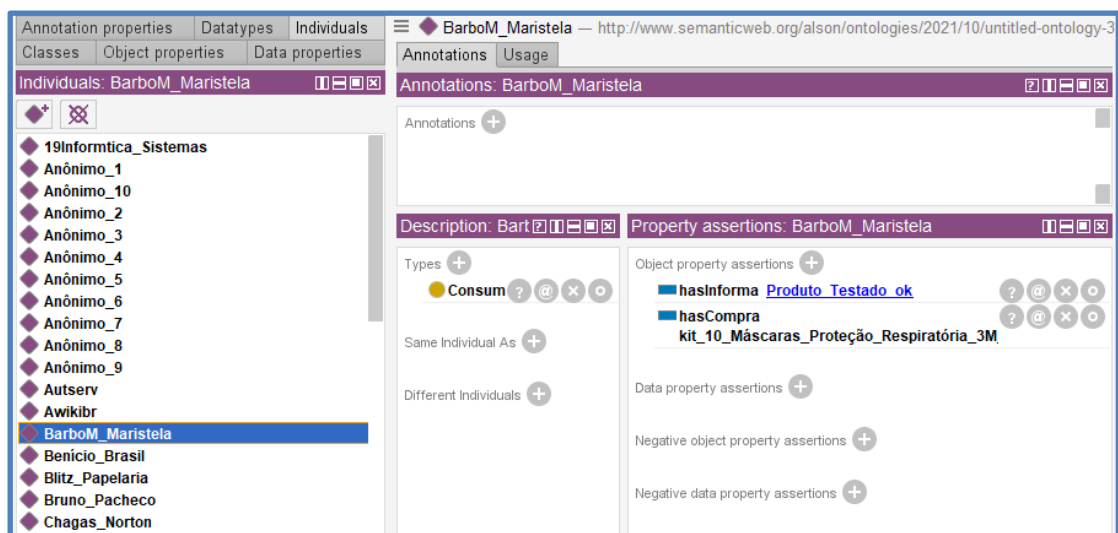 Annotation properties Datatypes Individuals
Classes Object properties Data properties
Individuals: BarboM_Maristela
19Informtica_Sistemas
Anônimo_1
Anônimo_10
Anônimo_2
Anônimo_3
Anônimo_4
Anônimo_5
Anônimo_6
Anônimo_7
Anônimo_8
Anônimo_9
Autserv
Awikibr
BarboM_Maristela
Benício_Brasil
Blitz_Papelaria
Bruno_Pacheco
Chagas_Norton
BarboM_Maristela — http://www.semanticweb.org/alson/ontologies/2021/10/untitled-ontology-3
Annotations Usage
Annotations: BarboM_Maristela
Annotations
Description: Bart
Types
Consum
Same Individual As
Different Individuals
Property assertions: BarboM_Maristela
Object property assertions
hasInforma Produto_Testado_ok
hasCompra
kit_10_Máscaras_Proteção_Respiratória_3M
Data property assertions
Negative object property assertions
Negative data property assertions